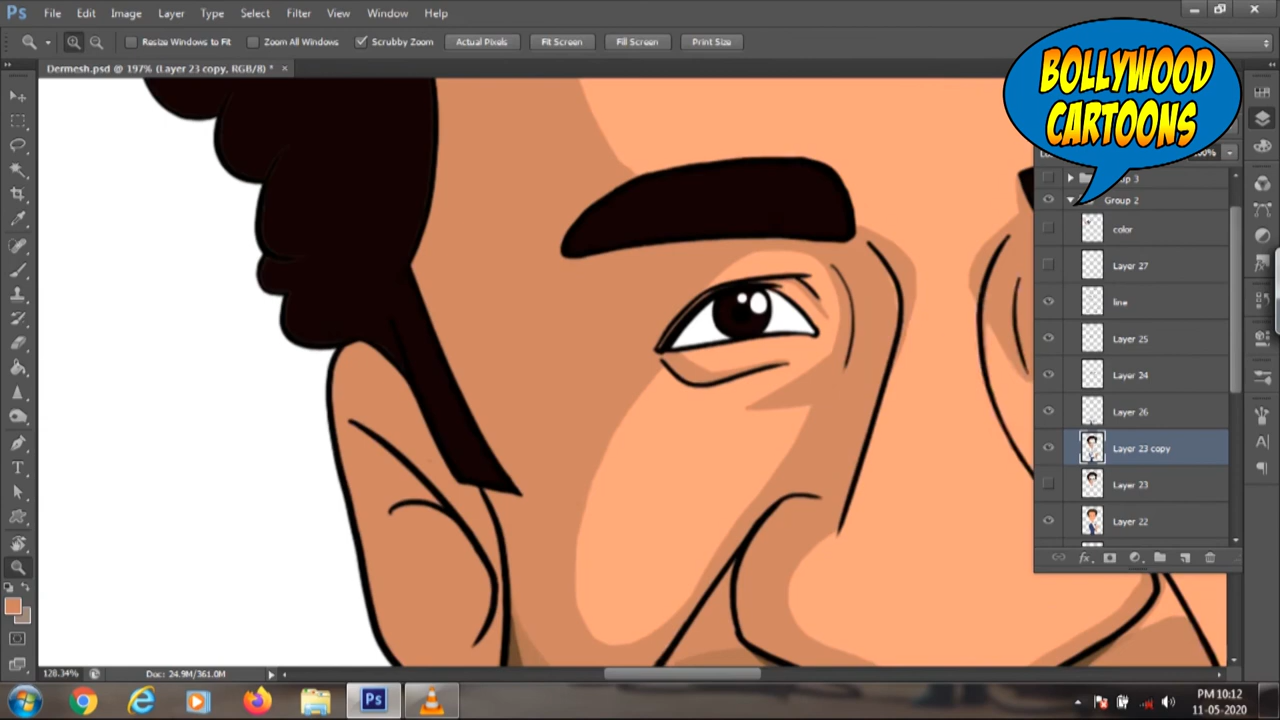 Ps File Edit Image Layer Type Select Filter View Window Help
Resize Windows to Fit Zoom All Windows Scrubby Zoom Actual Pixels Fit Screen Fill Screen Print Size
Dermesh.psd @ 197% (Layer 23 copy, RGB/8) * ×
BOLLYWOOD
CARTOONS
Group 2
color
Layer 27
line
Layer 25
Layer 24
Layer 26
Layer 23 copy
Layer 23
Layer 22
fx
T
A
128.34% Doc: 24.9M/361.0M
Ps
PM 10:12
11-05-2020